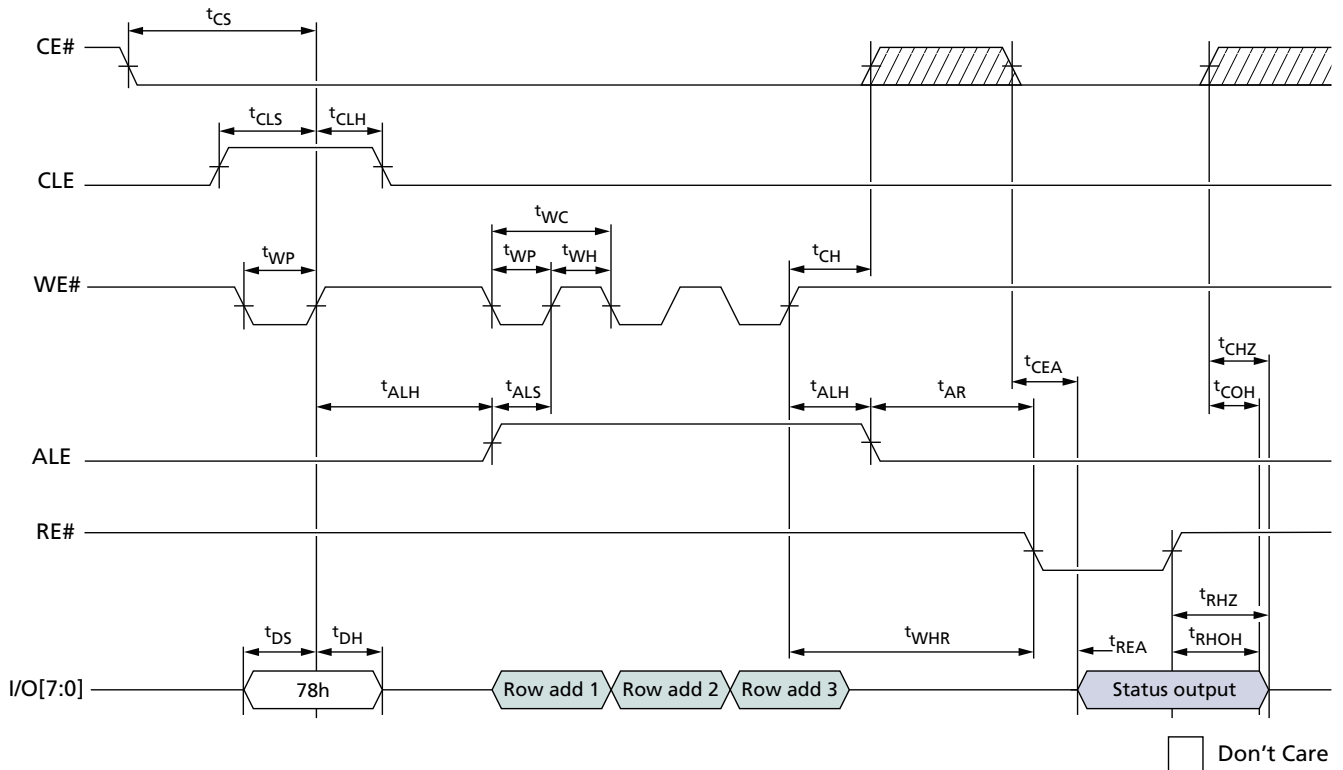 tCS
CE#
tCLS tCLH
CLE
tWC
tWP tWP tWH tCH
WE#
tCHZ
tCEA
tALH tALS tALH tAR tCOH
ALE
RE#
tRHZ
tDS tDH tWHR tREA tRHOH
I/O[7:0] 78h Row add 1 Row add 2 Row add 3 Status output
Don't Care